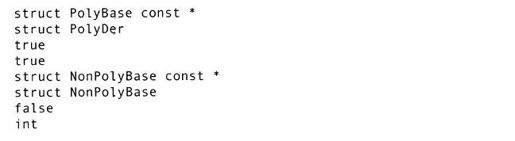 struct PolyBase const *
struct PolyDer
true
true
struct NonPolyBase const *
struct NonPolyBase
false
int